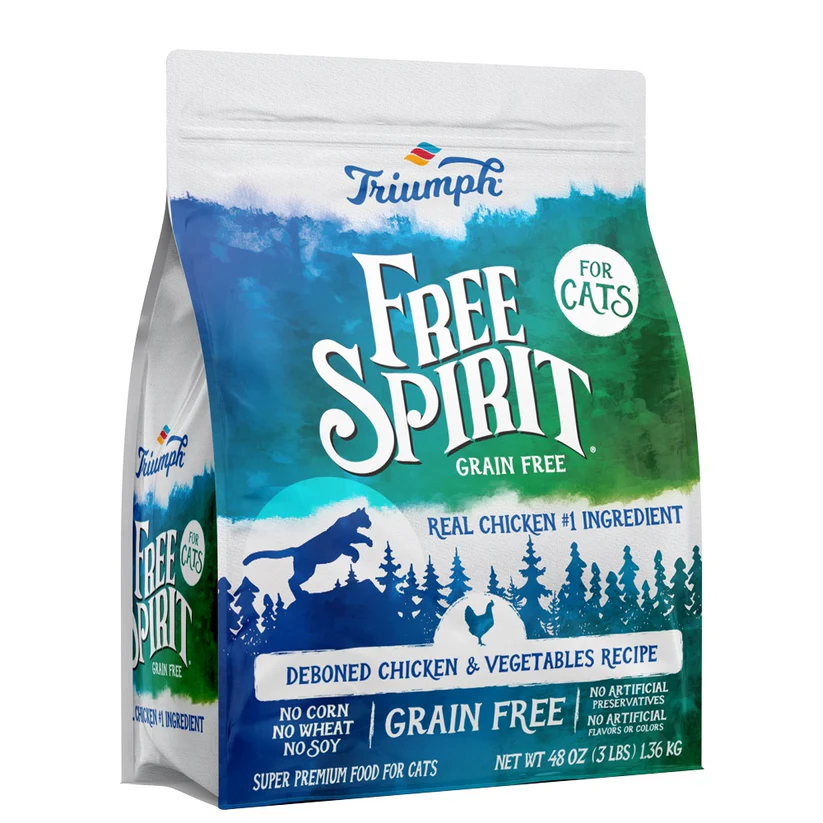 Triumph
FREE
SPIRIT®
GRAIN FREE
FOR
CATS
REAL CHICKEN #1 INGREDIENT
DEBONED CHICKEN & VEGETABLES RECIPE
NO CORN
NO WHEAT
NO SOY
GRAIN FREE
NO ARTIFICIAL
PRESERVATIVES
NO ARTIFICIAL
FLAVORS OR COLORS
SUPER PREMIUM FOOD FOR CATS
NET WT 48 OZ (3 LBS) 1.36 KG
Triumph
FREE
SPIRIT
GRAIN FREE
FOR
CATS
CHICKEN #1 INGREDIENT